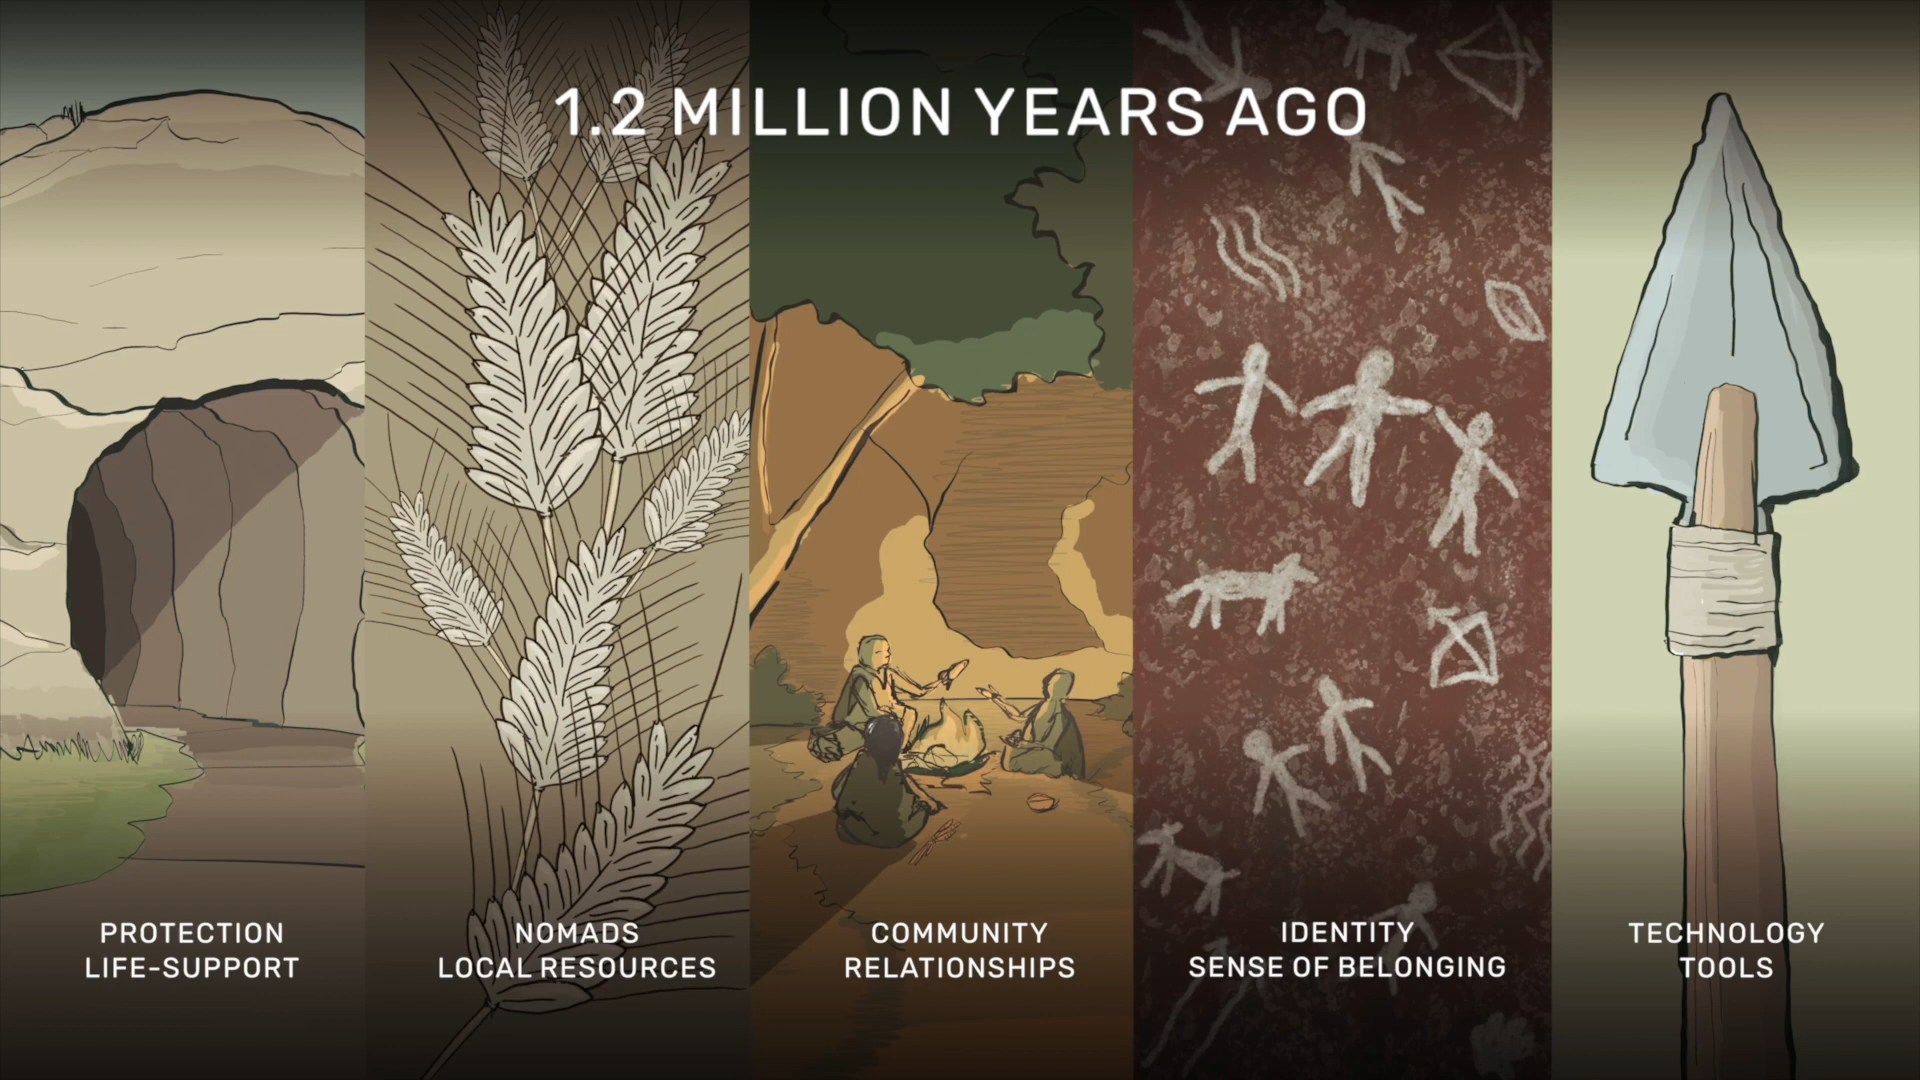 1.2 MILLION YEARS AGO
PROTECTION
LIFE-SUPPORT
NOMADS
LOCAL RESOURCES
COMMUNITY
RELATIONSHIPS
IDENTITY
SENSE OF BELONGING
TECHNOLOGY
TOOLS